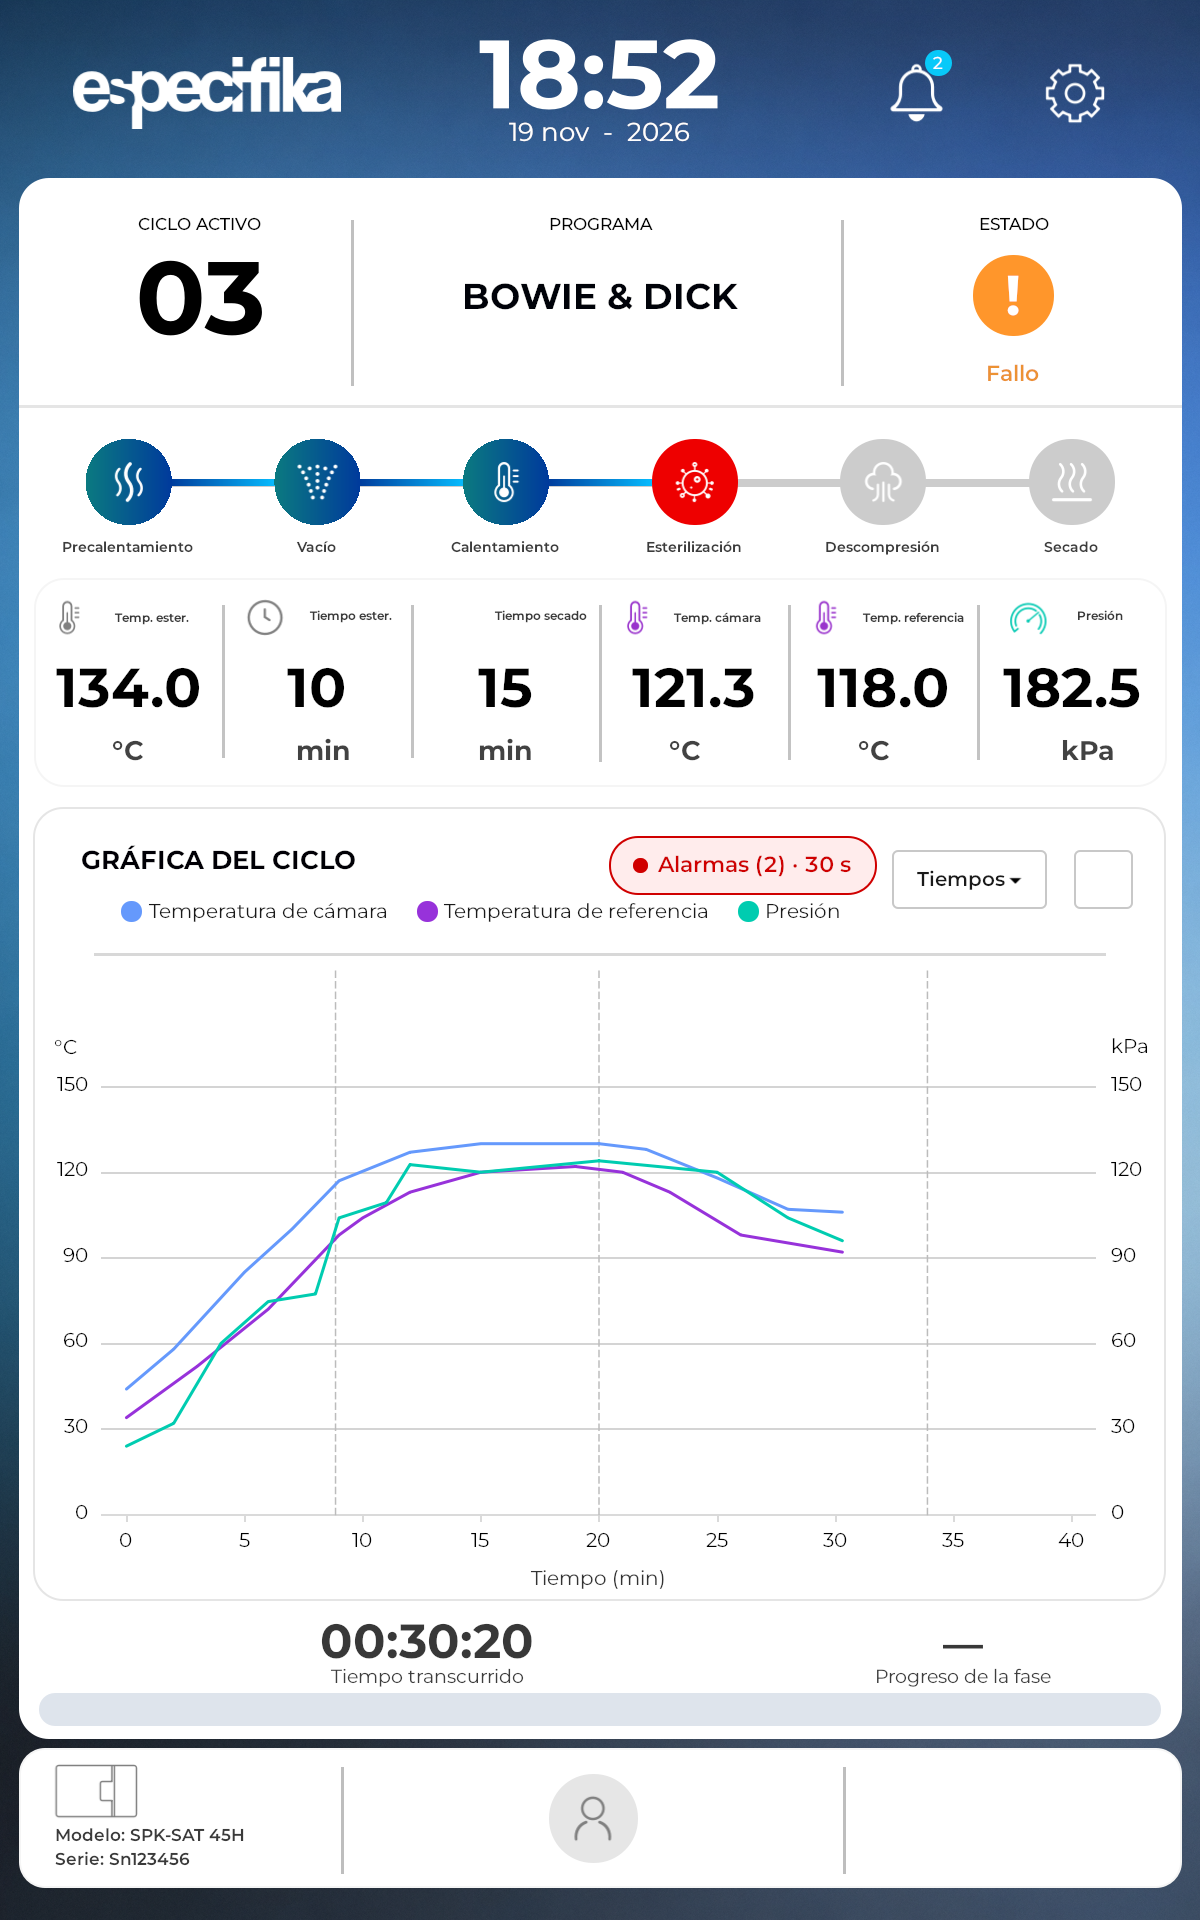 especifika
18:52
19 nov - 2026
2
CICLO ACTIVO
03
PROGRAMA
BOWIE & DICK
ESTADO
!
Fallo
Precalentamiento
Vacío
Calentamiento
Esterilización
Descompresión
Secado
Temp. ester.
134.0
°C
Tiempo ester.
10
min
Tiempo secado
15
min
Temp. cámara
121.3
°C
Temp. referencia
118.0
°C
Presión
182.5
kPa
GRÁFICA DEL CICLO
Alarmas (2) · 30 s
Tiempos
Temperatura de cámara
Temperatura de referencia
Presión
°C
kPa
150
150
120
120
90
90
60
60
30
30
0
0
0 5 10 15 20 25 30 35 40
Tiempo (min)
00:30:20
Tiempo transcurrido
—
Progreso de la fase
Modelo: SPK-SAT 45H
Serie: Sn123456